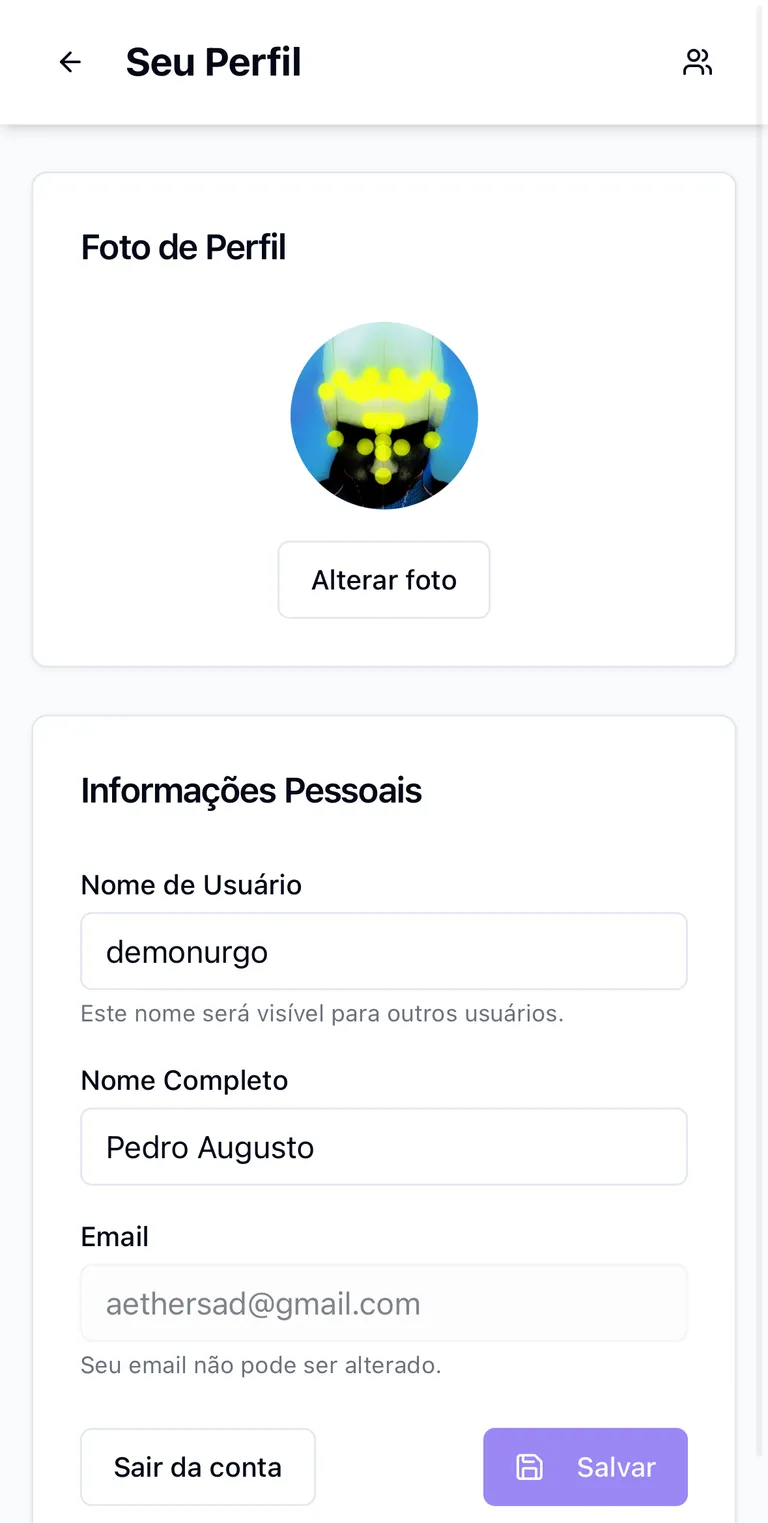 Seu Perfil
Foto de Perfil
Alterar foto
Informações Pessoais
Nome de Usuário
demonurgo
Este nome será visível para outros usuários.
Nome Completo
Pedro Augusto
Email
aethersad@gmail.com
Seu email não pode ser alterado.
Sair da conta
Salvar